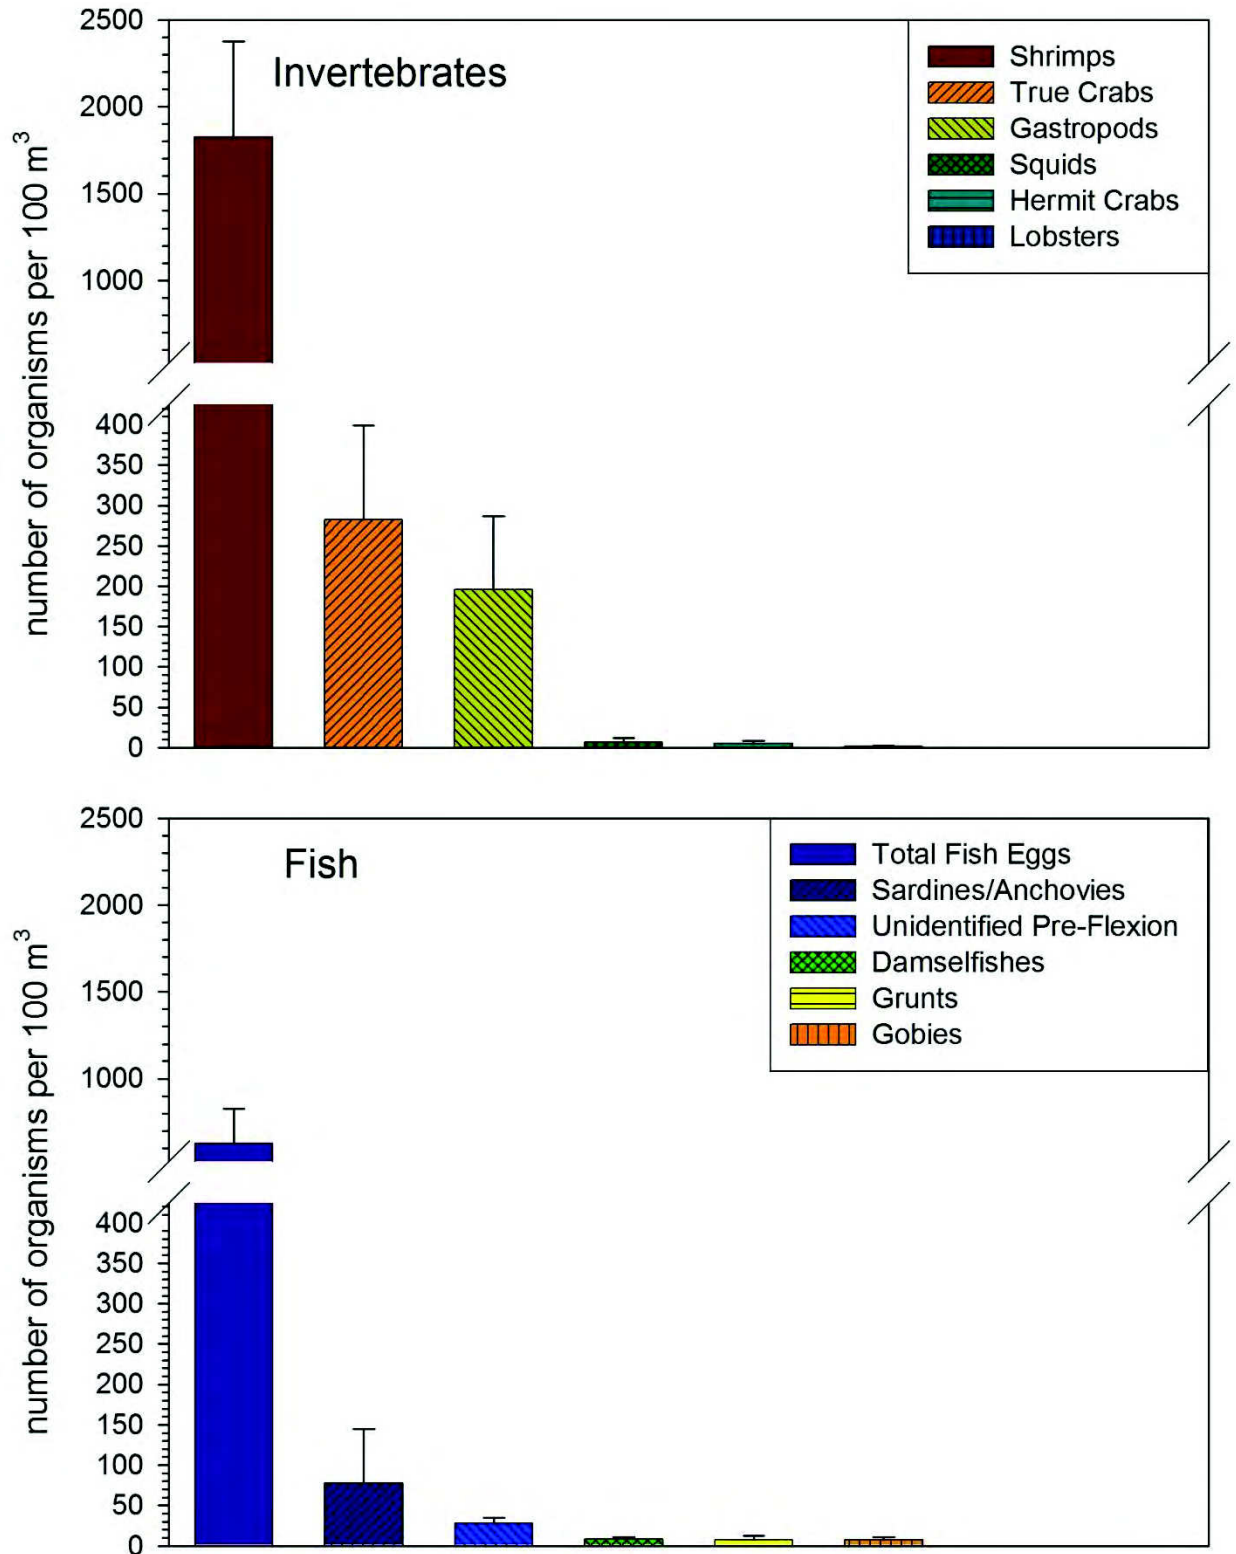 2500
2000
1500
1000
400
350
300
250
200
150
100
50
0
number of organisms per 100 m³
Invertebrates
Shrimps
True Crabs
Gastropods
Squids
Hermit Crabs
Lobsters
2500
2000
1500
1000
400
350
300
250
200
150
100
50
0
number of organisms per 100 m³
Fish
Total Fish Eggs
Sardines/Anchovies
Unidentified Pre-Flexion
Damselfishes
Grunts
Gobies